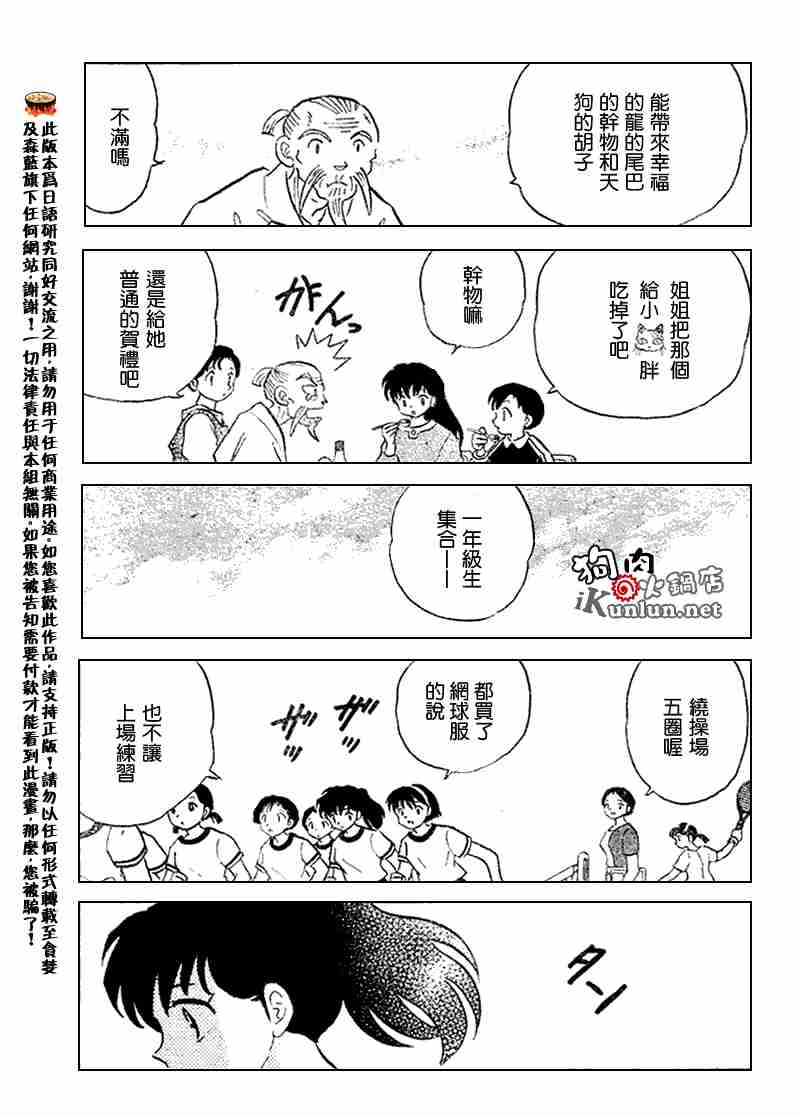 能帶來幸福
的龍的尾巴
的幹物和天
狗的鬍子
不滿嗎
姐姐把那個
給小胖
吃掉了吧
幹物嘛
ガーんっ
還是給她
普通的賀禮吧
一年級生
集合——
狗肉火鍋店
iKunlun.net
繞操場
五圈喔
都買了
網球服
的說
ザッ
ザッ
也不讓
上場練習
ターン
此版本爲日語研究同好交流之用，請勿用于任何商業用途。如您喜歡此作品，請支持正版！請勿以任何形式轉載至貪婪
及森藍旗下任何網站，謝謝！一切法律責任與本組無關。如果您被告知需要付款才能看到此漫畫，那麼，您被騙了！